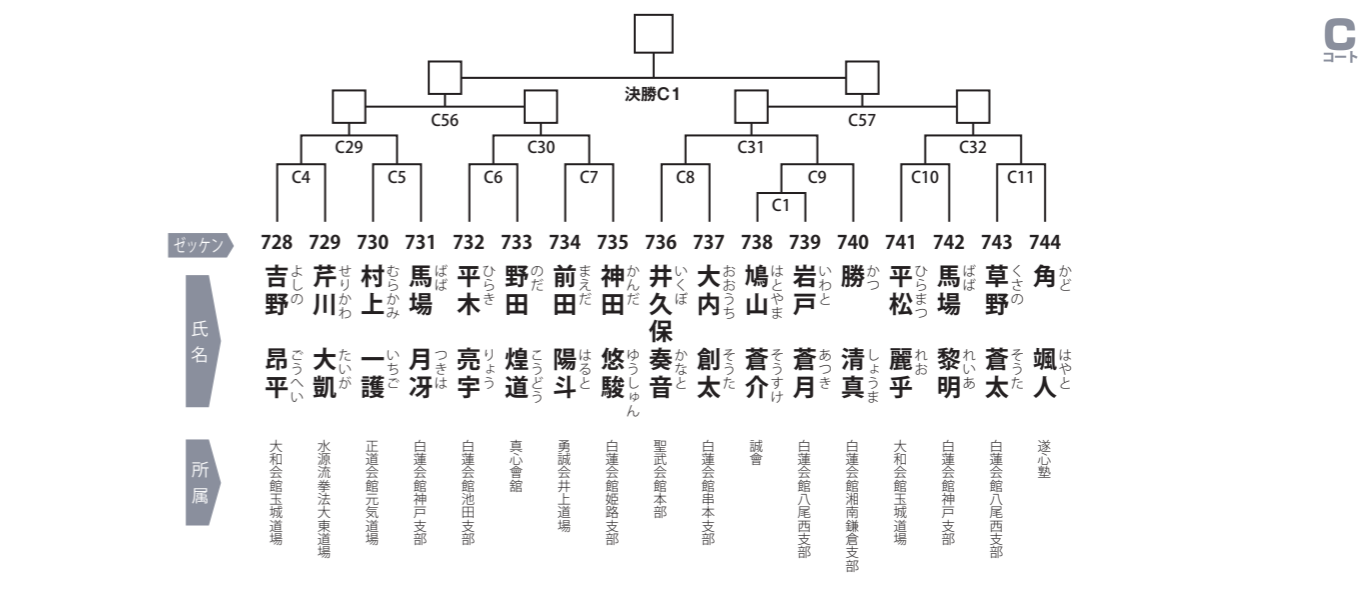 C
コート
決勝C1
C56
C57
C29
C30
C31
C32
C4
C5
C6
C7
C8
C9
C10
C11
C1
ゼッケン
728 729 730 731 732 733 734 735 736 737 738 739 740 741 742 743 744
氏名
吉野 昂平
よしの ごうへい
芹川 大凱
せりかわ たいが
村上 一護
むらかみ いちご
馬場 月冴
ばば つきは
平木 亮宇
ひらき りょう
野田 煌道
のだ こうどう
前田 陽斗
まえだ はると
神田 悠駿
かんだ ゆうしゅん
井久保 奏音
いくぼ かなと
大内 創太
おおうち そうた
鳩山 蒼介
はとやま そうすけ
岩戸 蒼月
いわと あつき
勝 清真
かつ しょうま
平松 麗乎
ひらまつ れお
馬場 黎明
ばば れいあ
草野 蒼太
くさの そうた
角 颯人
かど はやと
所属
大和会館玉城道場
水源流拳法大東道場
正道会館元気道場
白蓮会館神戸支部
白蓮会館池田支部
真心會舘
勇誠会井上道場
白蓮会館姫路支部
聖武会館本部
白蓮会館串本支部
誠會
白蓮会館八尾西支部
白蓮会館湘南鎌倉支部
大和会館玉城道場
白蓮会館神戸支部
白蓮会館八尾西支部
遂心塾